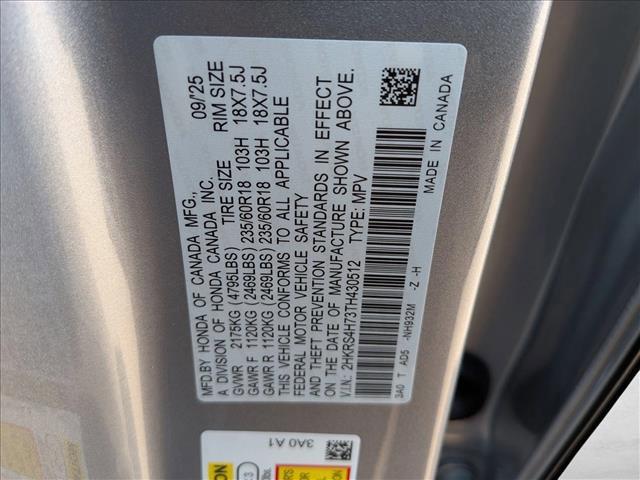 MFD.BY HONDA OF CANADA MFG.,
A DIVISION OF HONDA CANADA INC. 09/25
TIRE SIZE RIM SIZE
GVWR 2175KG (4795LBS)
GAWR F 1120KG (2469LBS) 235/60R18 103H 18X7.5J
GAWR R 1120KG (2469LBS) 235/60R18 103H 18X7.5J
THIS VEHICLE CONFORMS TO ALL APPLICABLE
FEDERAL MOTOR VEHICLE SAFETY
AND THEFT PREVENTION STANDARDS IN EFFECT
ON THE DATE OF MANUFACTURE SHOWN ABOVE.
V.I.N.: 2HKRS4H73TH430512 TYPE: MPV
3A0 T AD5 -NH932M -Z -H
MADE IN CANADA
3A0 A1